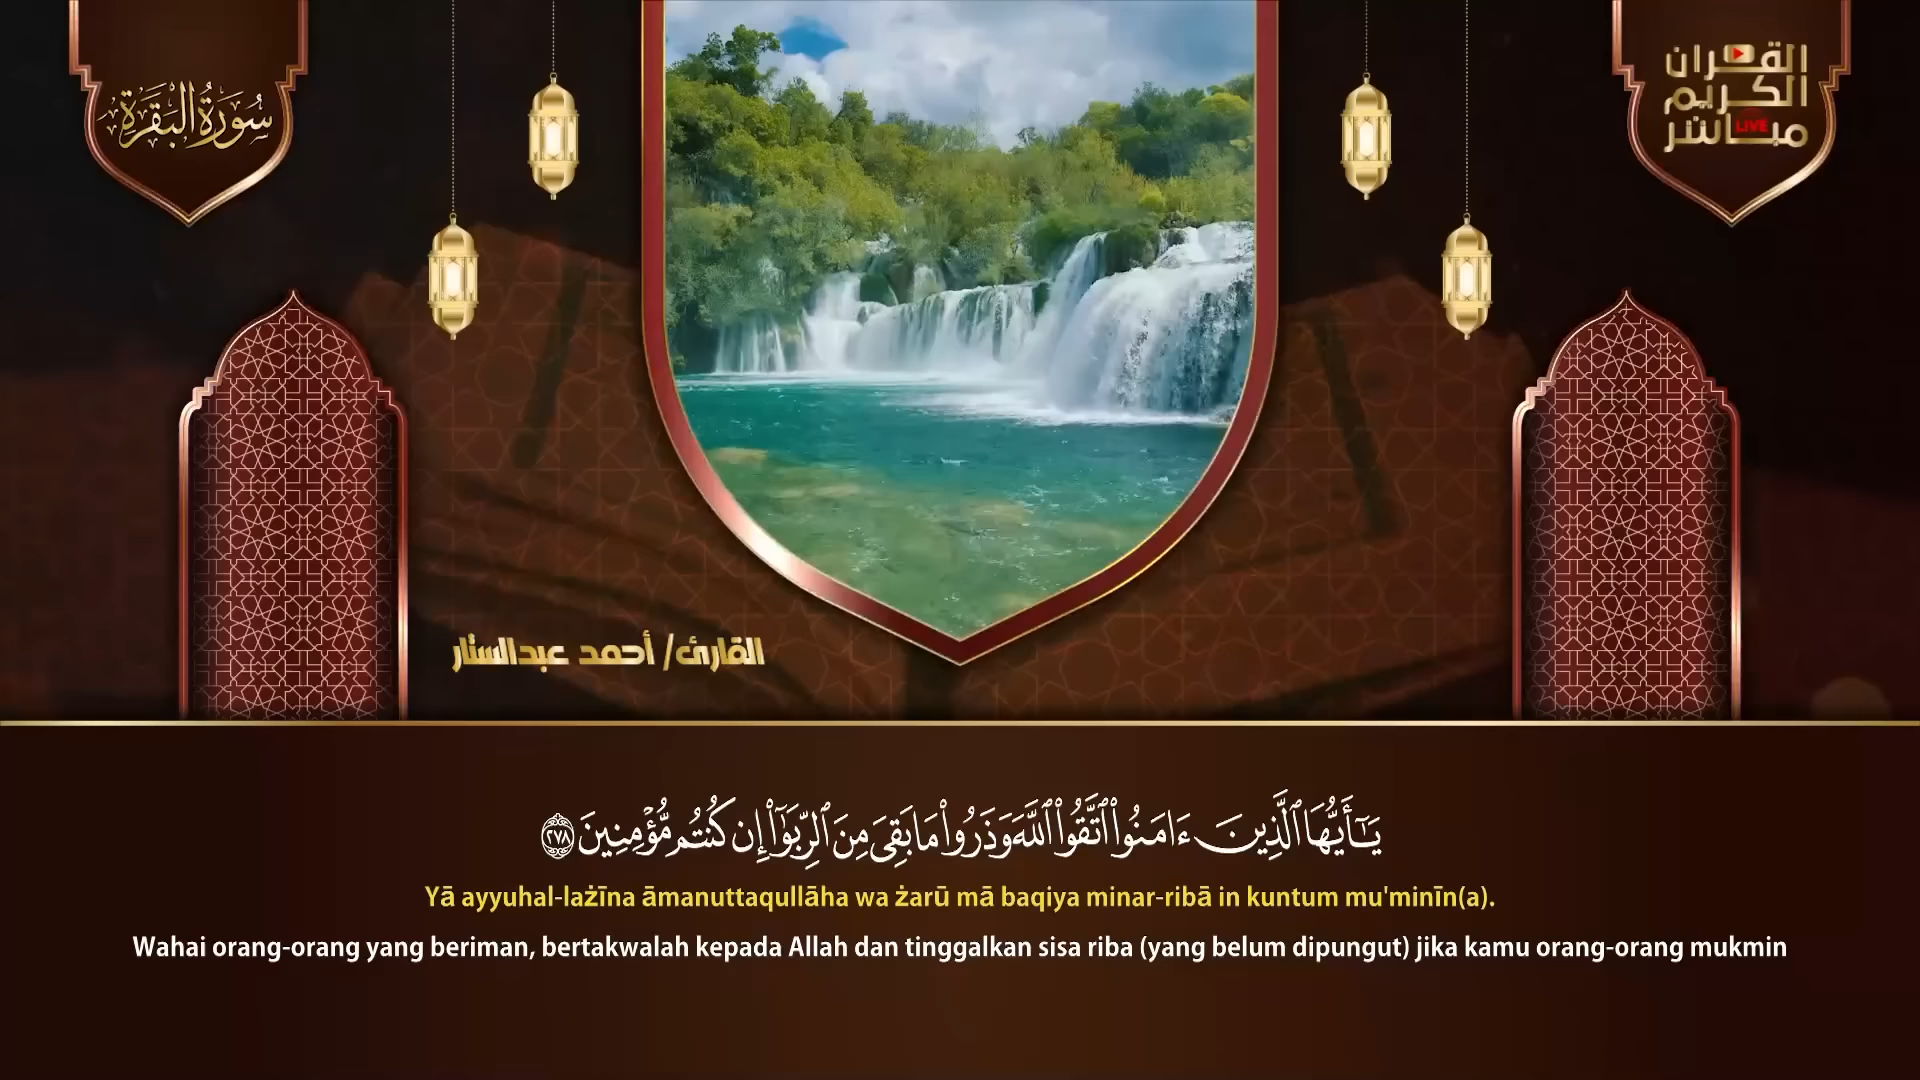 سُورَةُ البَقَرَةِ
القرآن
الكريم
مباشر
LIVE
القارئ/ أحمد عبدالستار
يَـٰٓأَيُّهَا ٱلَّذِينَ ءَامَنُوا۟ ٱتَّقُوا۟ ٱللَّهَ وَذَرُوا۟ مَا بَقِىَ مِنَ ٱلرِّبَوٰٓا۟ إِن كُنتُم مُّؤْمِنِينَ ٢٧٨
Yā ayyuhal-lażīna āmanuttaqullāha wa żarū mā baqiya minar-ribā in kuntum mu'minīn(a).
Wahai orang-orang yang beriman, bertakwalah kepada Allah dan tinggalkan sisa riba (yang belum dipungut) jika kamu orang-orang mukmin